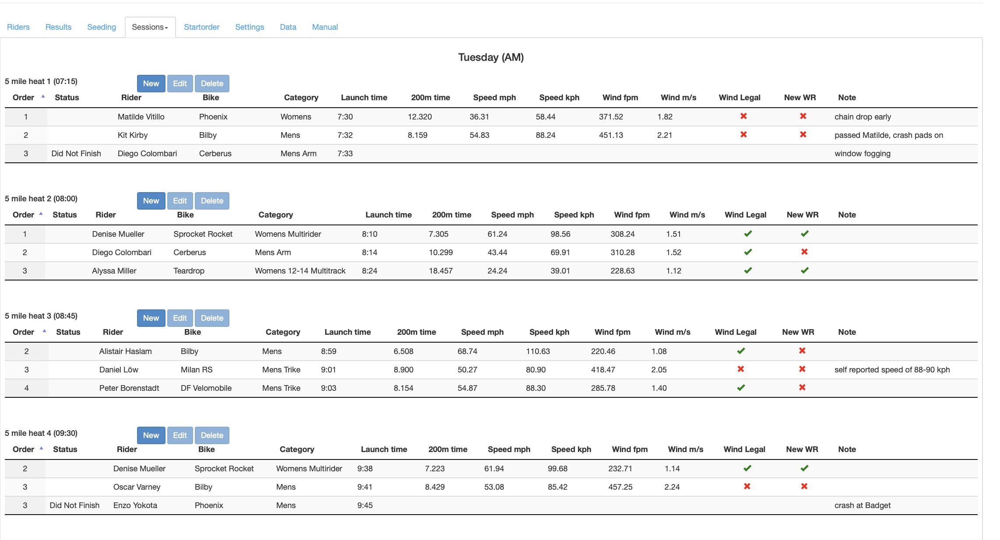 Riders Results Seeding Sessions Startorder Settings Data Manual
Tuesday (AM)
5 mile heat 1 (07:15) New Edit Delete
Order Status Rider Bike Category Launch time 200m time Speed mph Speed kph Wind fpm Wind m/s Wind Legal New WR Note
1 Matilde Vitillo Phoenix Womens 7:30 12.320 36.31 58.44 371.52 1.82 ✖ ✖ chain drop early
2 Kit Kirby Bilby Mens 7:32 8.159 54.83 88.24 451.13 2.21 ✖ ✖ passed Matilde, crash pads on
3 Did Not Finish Diego Colombari Cerberus Mens Arm 7:33 window fogging
5 mile heat 2 (08:00) New Edit Delete
Order Status Rider Bike Category Launch time 200m time Speed mph Speed kph Wind fpm Wind m/s Wind Legal New WR Note
1 Denise Mueller Sprocket Rocket Womens Multirider 8:10 7.305 61.24 98.56 308.24 1.51 ✔ ✔
2 Diego Colombari Cerberus Mens Arm 8:14 10.299 43.44 69.91 310.28 1.52 ✔ ✖
3 Alyssa Miller Teardrop Womens 12-14 Multitrack 8:24 18.457 24.24 39.01 228.63 1.12 ✔ ✔
5 mile heat 3 (08:45) New Edit Delete
Order Status Rider Bike Category Launch time 200m time Speed mph Speed kph Wind fpm Wind m/s Wind Legal New WR Note
2 Alistair Haslam Bilby Mens 8:59 6.508 68.74 110.63 220.46 1.08 ✔ ✖
3 Daniel Löw Milan RS Mens Trike 9:01 8.900 50.27 80.90 418.47 2.05 ✖ ✖ self reported speed of 88-90 kph
4 Peter Borenstadt DF Velomobile Mens Trike 9:03 8.154 54.87 88.30 285.78 1.40 ✔ ✖
5 mile heat 4 (09:30) New Edit Delete
Order Status Rider Bike Category Launch time 200m time Speed mph Speed kph Wind fpm Wind m/s Wind Legal New WR Note
2 Denise Mueller Sprocket Rocket Womens Multirider 9:38 7.223 61.94 99.68 232.71 1.14 ✔ ✔
3 Oscar Varney Bilby Mens 9:41 8.429 53.08 85.42 457.25 2.24 ✖ ✖
3 Did Not Finish Enzo Yokota Phoenix Mens 9:45 crash at Badget